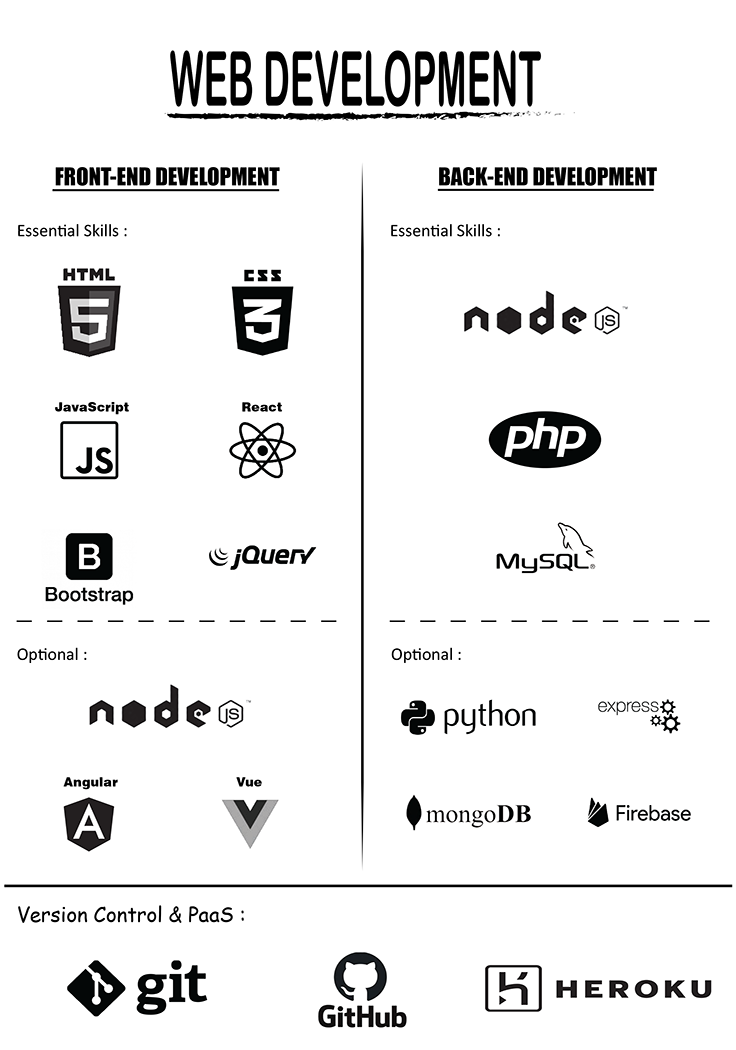 WEB DEVELOPMENT
FRONT-END DEVELOPMENT
Essential Skills :
HTML
5
CSS
3
JavaScript
JS
React
B
Bootstrap
jQuery
Optional :
node JS ™
Angular
A
Vue
BACK-END DEVELOPMENT
Essential Skills :
node JS ™
php
MySQL®
Optional :
python
express
mongoDB
Firebase
Version Control & PaaS :
git
GitHub
HEROKU